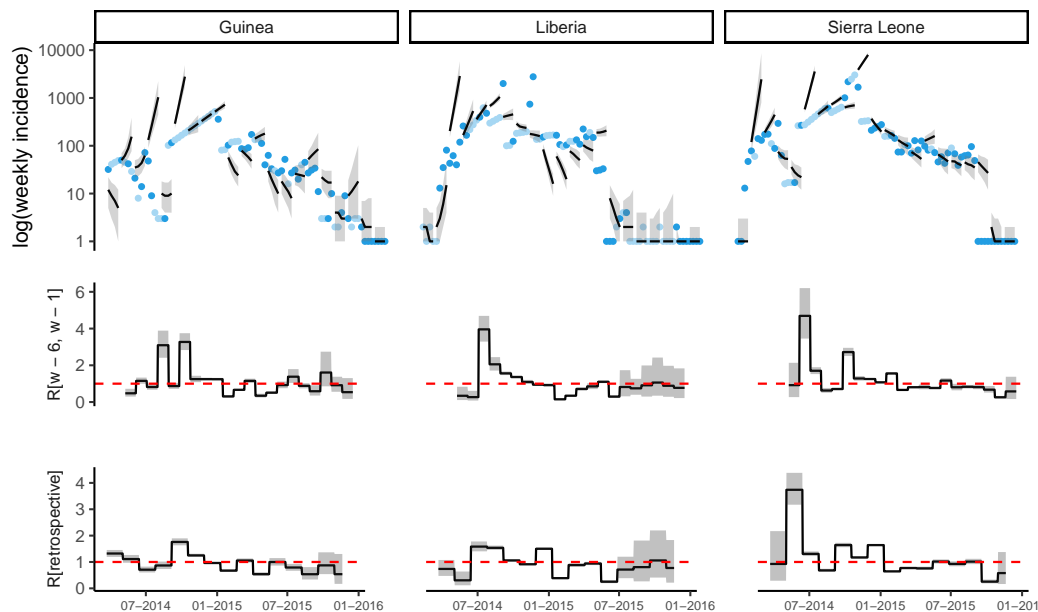 Guinea Liberia Sierra Leone
log(weekly incidence)
10000
1000
100
10
1
R[w − 6, w − 1]
6
4
2
0
R[retrospective]
4
3
2
1
0
07−2014 01−2015 07−2015 01−2016 07−2014 01−2015 07−2015 01−2016 07−2014 01−2015 07−2015 01−201